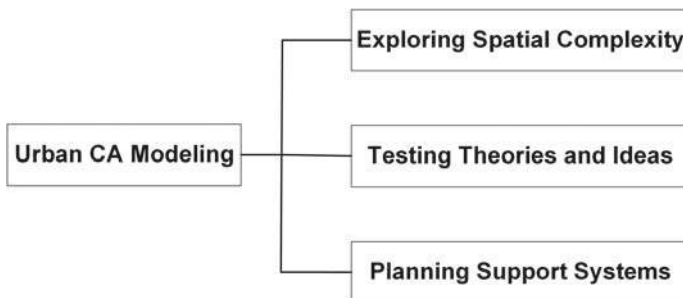 Exploring Spatial Complexity
Urban CA Modeling
Testing Theories and Ideas
Planning Support Systems